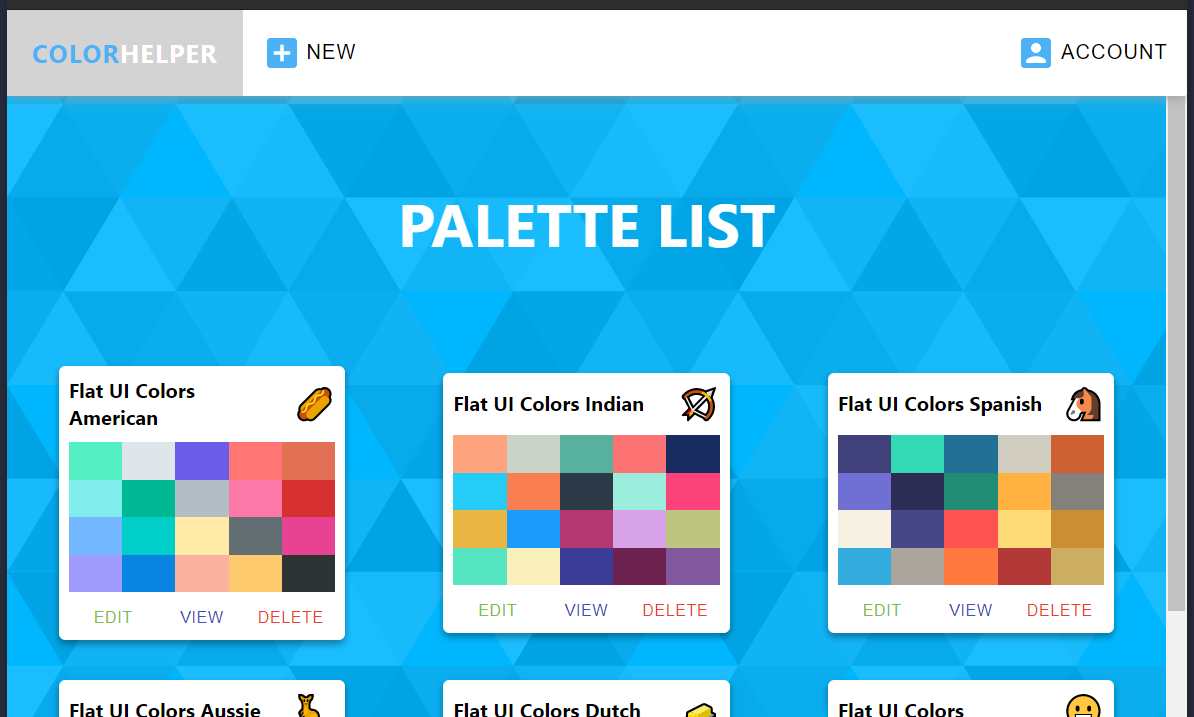 COLORHELPER
NEW
ACCOUNT
PALETTE LIST
Flat UI Colors
American
EDIT VIEW DELETE
Flat UI Colors Indian
EDIT VIEW DELETE
Flat UI Colors Spanish
EDIT VIEW DELETE
Flat UI Colors Aussie
Flat UI Colors Dutch
Flat UI Colors